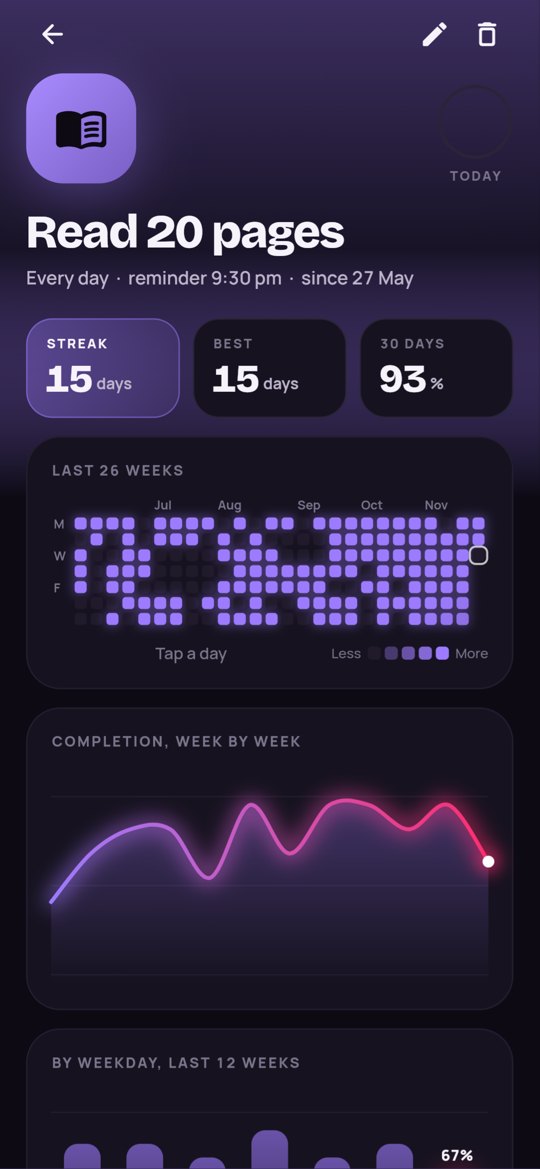 TODAY
Read 20 pages
Every day · reminder 9:30 pm · since 27 May
STREAK
15 days
BEST
15 days
30 DAYS
93 %
LAST 26 WEEKS
Jul Aug Sep Oct Nov
M
W
F
Tap a day
Less More
COMPLETION, WEEK BY WEEK
BY WEEKDAY, LAST 12 WEEKS
67%